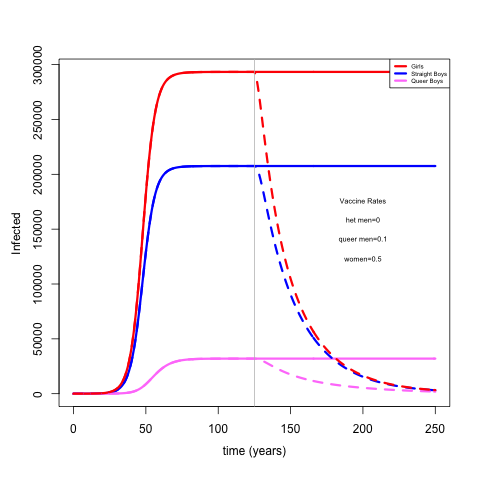 Infected
300000
250000
200000
150000
100000
50000
0
Girls
Straight Boys
Queer Boys
Vaccine Rates
het men=0
queer men=0.1
women=0.5
0 50 100 150 200 250
time (years)